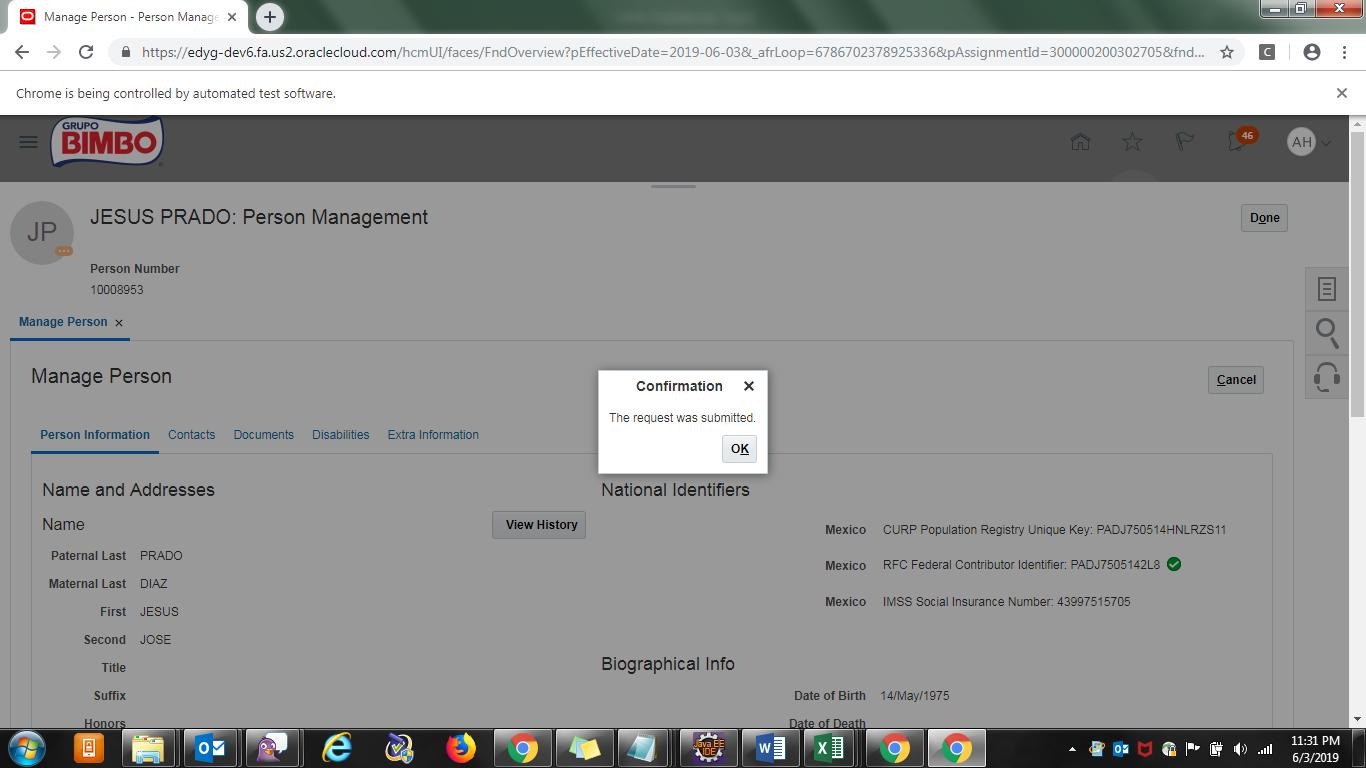 Manage Person - Person Manage
https://edyg-dev6.fa.us2.oraclecloud.com/hcmUI/faces/FndOverview?pEffectiveDate=2019-06-03&_afrLoop=6786702378925336&pAssignmentId=300000200302705&fnd...
C
Chrome is being controlled by automated test software.
GRUPO
BIMBO
46
AH
JP
JESUS PRADO: Person Management
Done
Person Number
10008953
Manage Person
Manage Person
Cancel
Confirmation
The request was submitted.
OK
Person Information Contacts Documents Disabilities Extra Information
Name and Addresses
Name
View History
Paternal Last PRADO
Maternal Last DIAZ
First JESUS
Second JOSE
Title
Suffix
Honors
National Identifiers
Mexico CURP Population Registry Unique Key: PADJ750514HNLRZS11
Mexico RFC Federal Contributor Identifier: PADJ7505142L8
Mexico IMSS Social Insurance Number: 43997515705
Biographical Info
Date of Birth 14/May/1975
Date of Death
Java EE
IDE
11:31 PM
6/3/2019